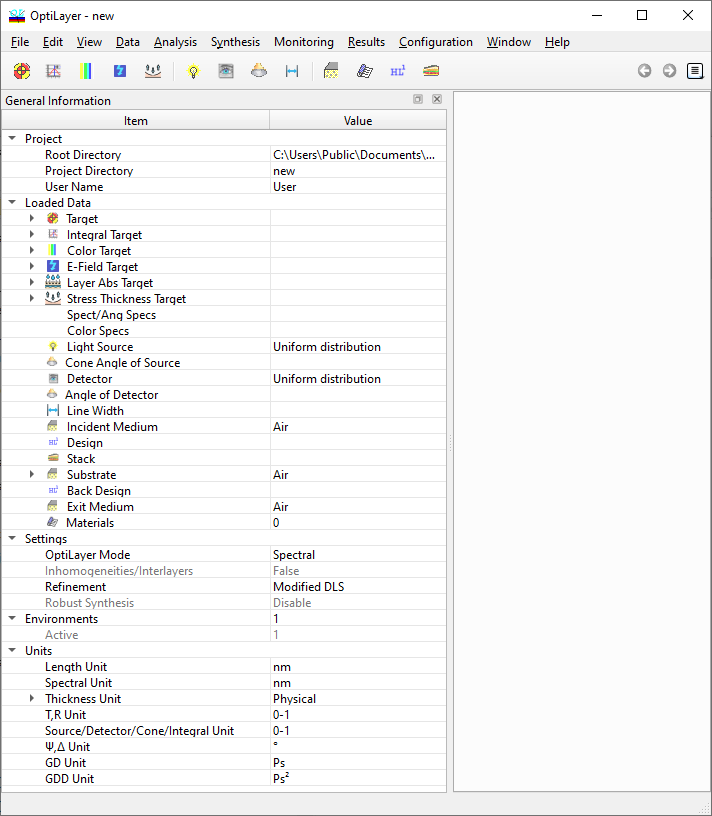 OptiLayer - new
File Edit View Data Analysis Synthesis Monitoring Results Configuration Window Help
HL¹
General Information
Item Value
Project
Root Directory C:\Users\Public\Documents\...
Project Directory new
User Name User
Loaded Data
Target
Integral Target
Color Target
E-Field Target
Layer Abs Target
Stress Thickness Target
Spect/Ang Specs
Color Specs
Light Source Uniform distribution
Cone Angle of Source
Detector Uniform distribution
Angle of Detector
Line Width
Incident Medium Air
HL¹ Design
Stack
Substrate Air
HL¹ Back Design
Exit Medium Air
Materials 0
Settings
OptiLayer Mode Spectral
Inhomogeneities/Interlayers False
Refinement Modified DLS
Robust Synthesis Disable
Environments 1
Active 1
Units
Length Unit nm
Spectral Unit nm
Thickness Unit Physical
T,R Unit 0-1
Source/Detector/Cone/Integral Unit 0-1
Ψ,Δ Unit °
GD Unit Ps
GDD Unit Ps²